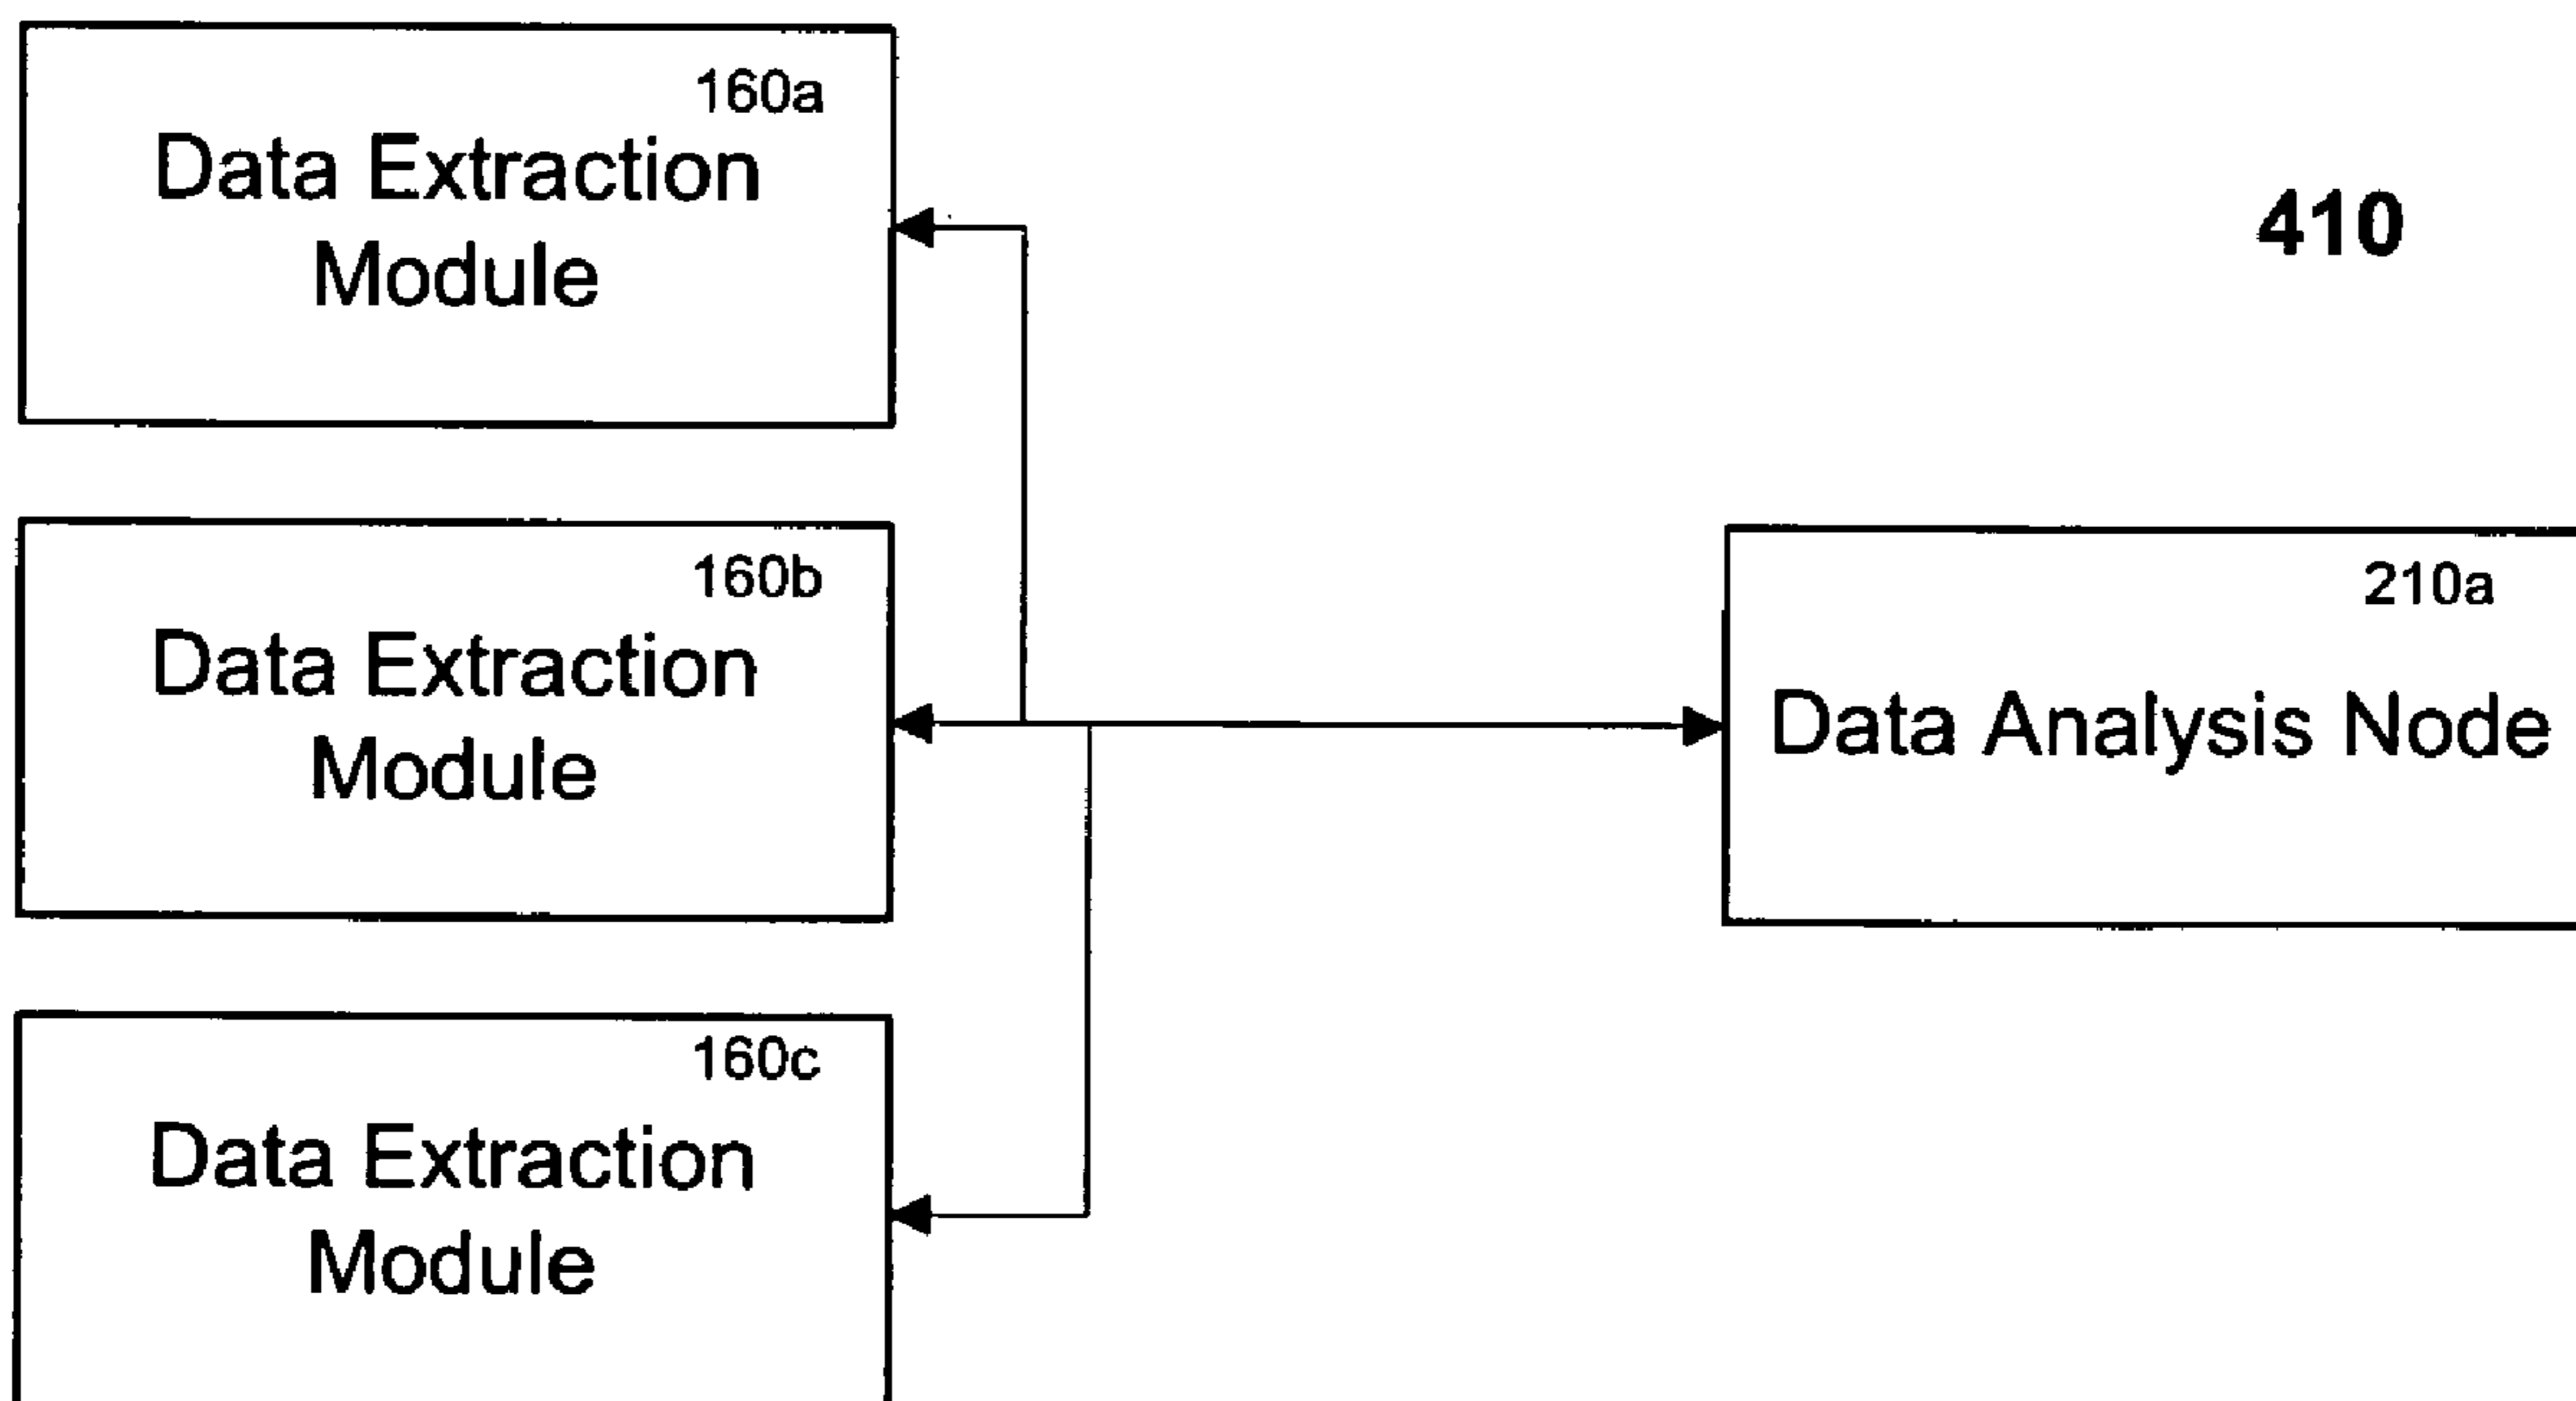 160a
Data Extraction
Module
410
160b
Data Extraction
Module
210a
Data Analysis Node
160c
Data Extraction
Module